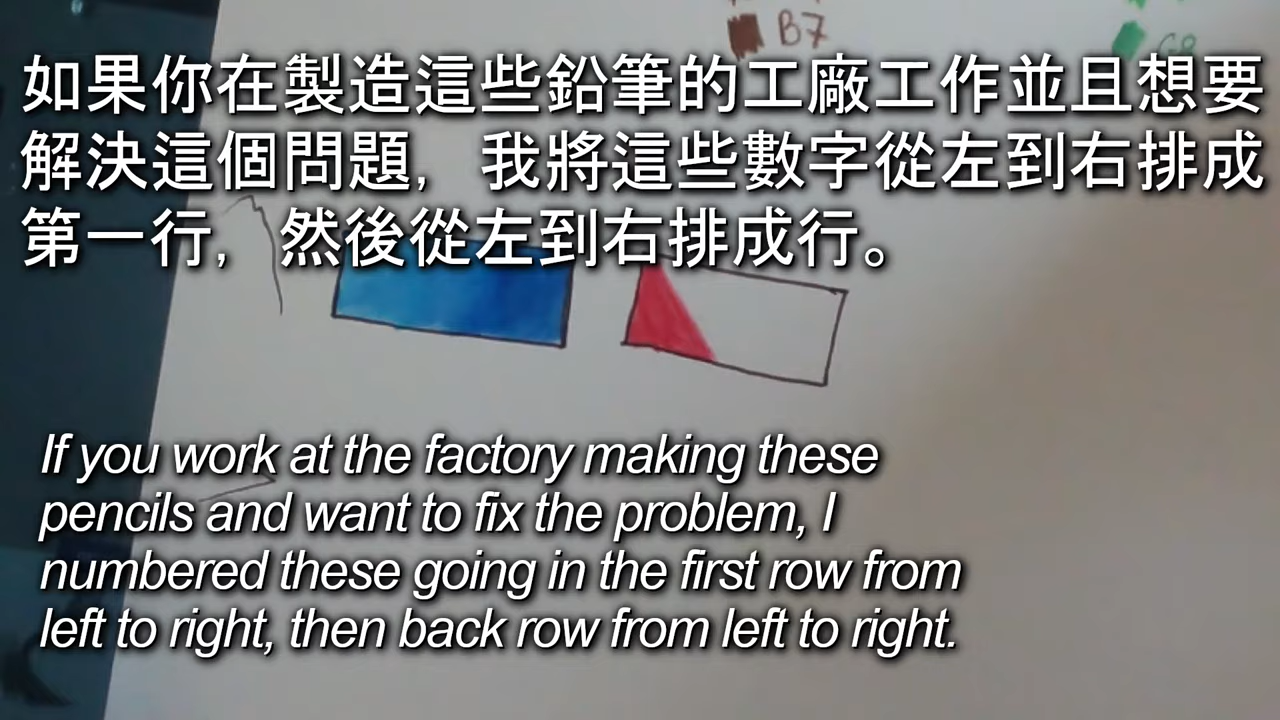 B7
G8
如果你在製造這些鉛筆的工廠工作並且想要
解決這個問題，我將這些數字從左到右排成
第一行，然後從左到右排成行。
If you work at the factory making these
pencils and want to fix the problem, I
numbered these going in the first row from
left to right, then back row from left to right.